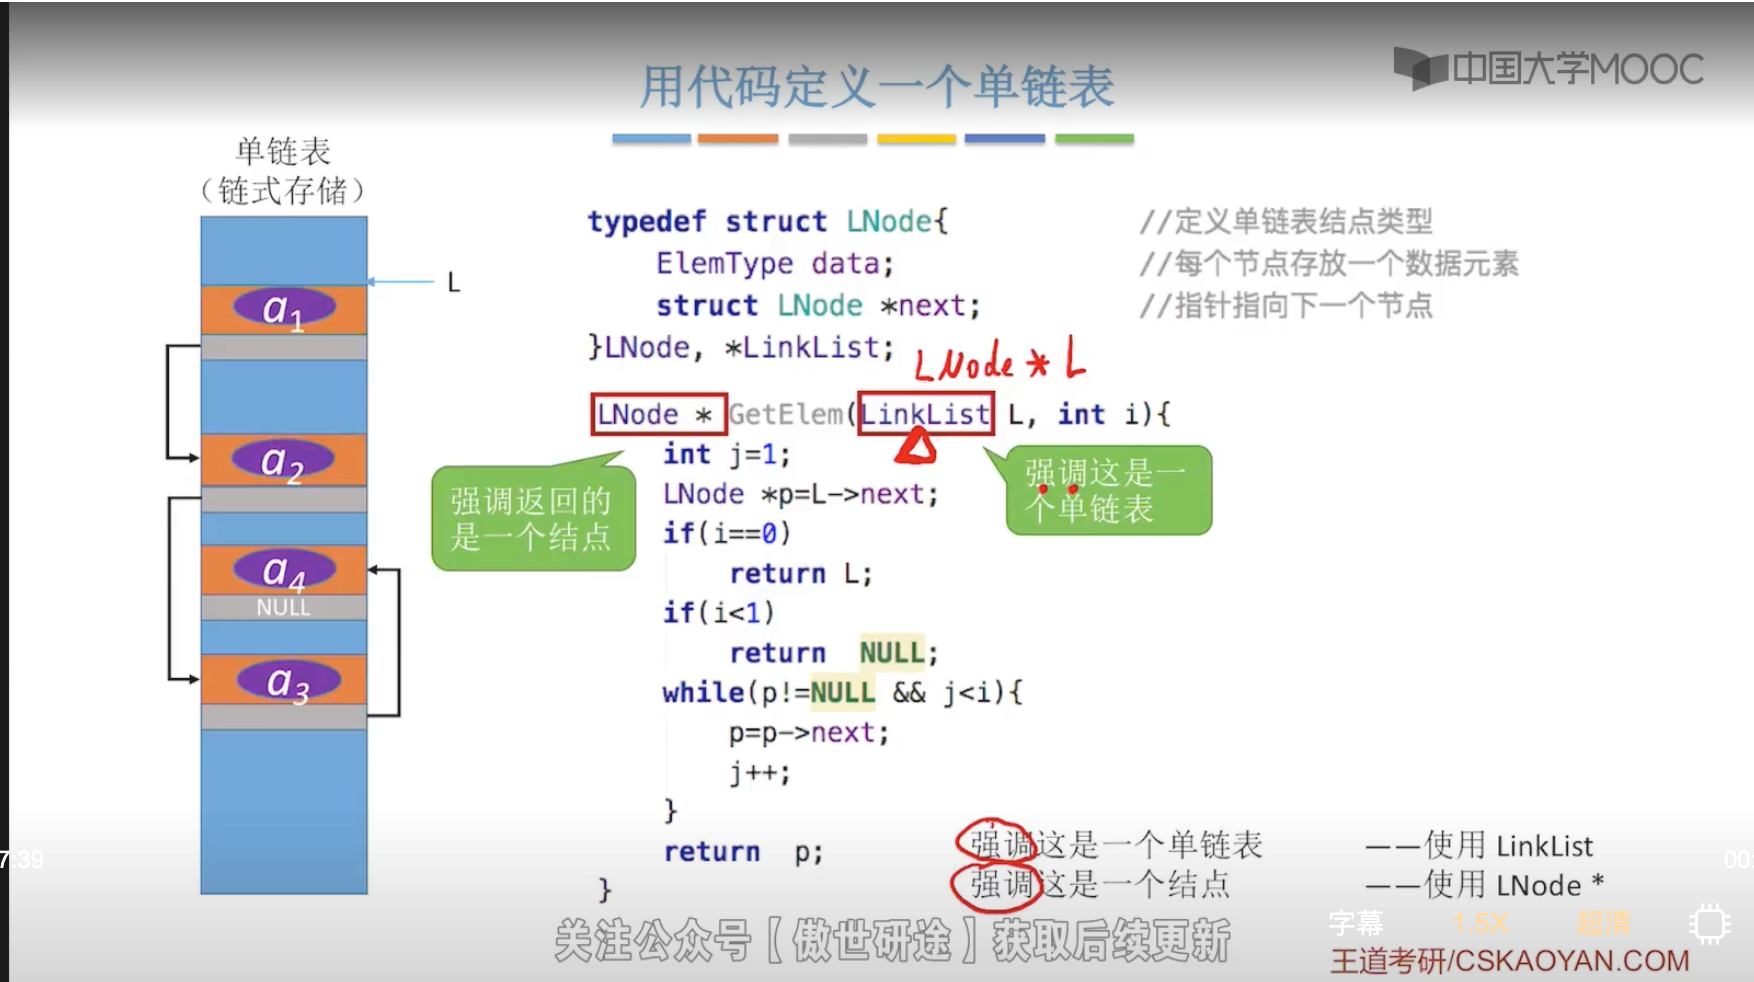 中国大学MOOC
用代码定义一个单链表
单链表
（链式存储）
L
a1
a2
a4
NULL
a3
typedef struct LNode{ //定义单链表结点类型
ElemType data; //每个节点存放一个数据元素
struct LNode *next; //指针指向下一个节点
}LNode, *LinkList;
LNode * L
LNode * GetElem(LinkList L, int i){
int j=1;
LNode *p=L->next;
if(i==0)
return L;
if(i<1)
return NULL;
while(p!=NULL && j<i){
p=p->next;
j++;
}
return p;
}
强调返回的
是一个结点
强调这是一
个单链表
强调这是一个单链表 ——使用 LinkList
强调这是一个结点 ——使用 LNode *
7:39
00:
字幕 1.5X 超清
关注公众号【傲世研途】获取后续更新
王道考研/CSKAOYAN.COM